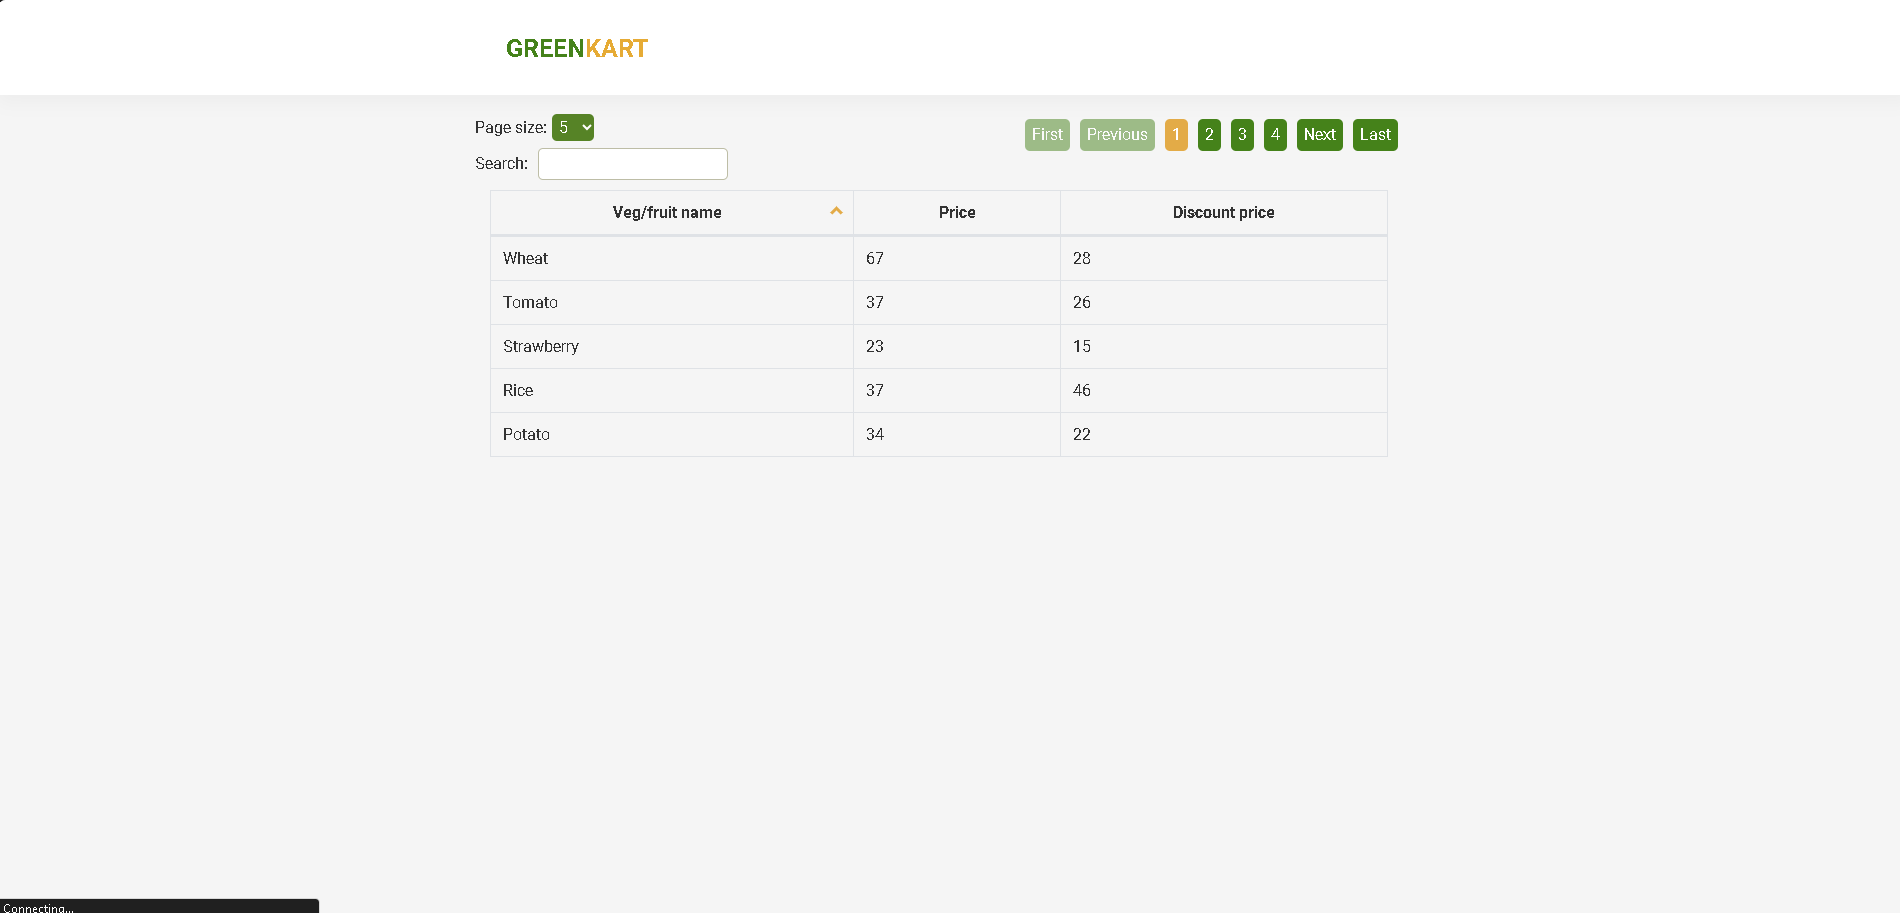 GREENKART
Page size: 5
First Previous 1 2 3 4 Next Last
Search:
Veg/fruit name Price Discount price
Wheat 67 28
Tomato 37 26
Strawberry 23 15
Rice 37 46
Potato 34 22
Connecting...